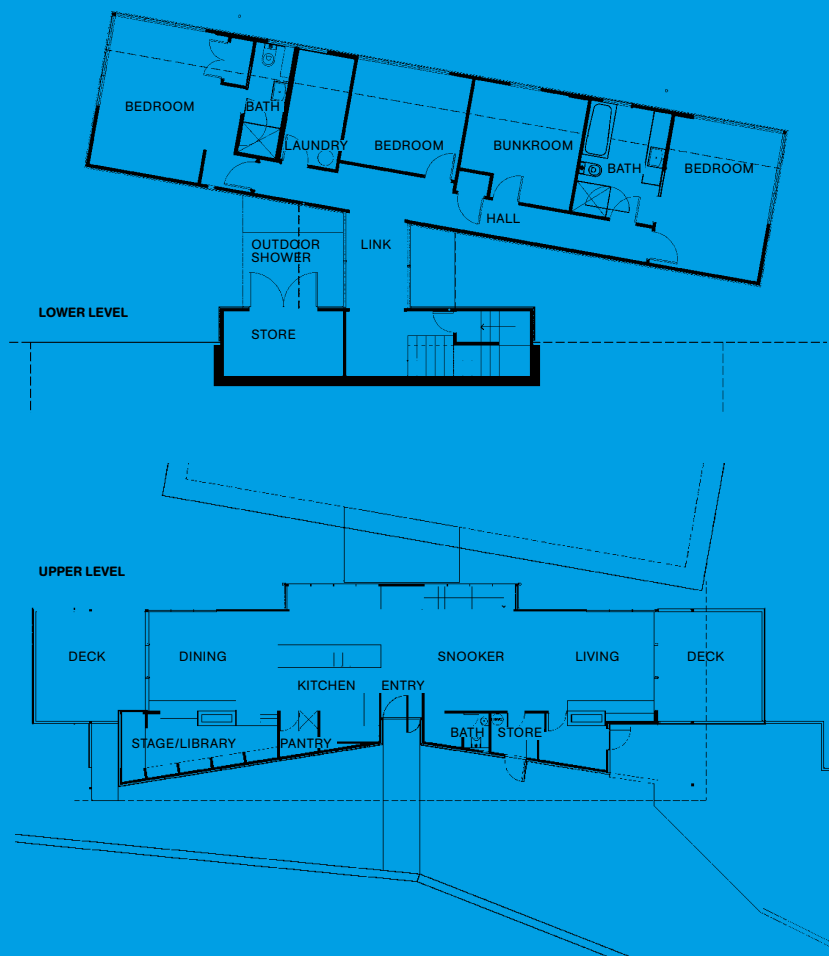 BEDROOM
BATH
LAUNDRY
BEDROOM
BUNKROOM
BATH
BEDROOM
HALL
OUTDOOR
SHOWER
LINK
LOWER LEVEL
STORE
UPPER LEVEL
DECK
DINING
SNOOKER
LIVING
DECK
KITCHEN
ENTRY
STAGE/LIBRARY
PANTRY
BATH
STORE